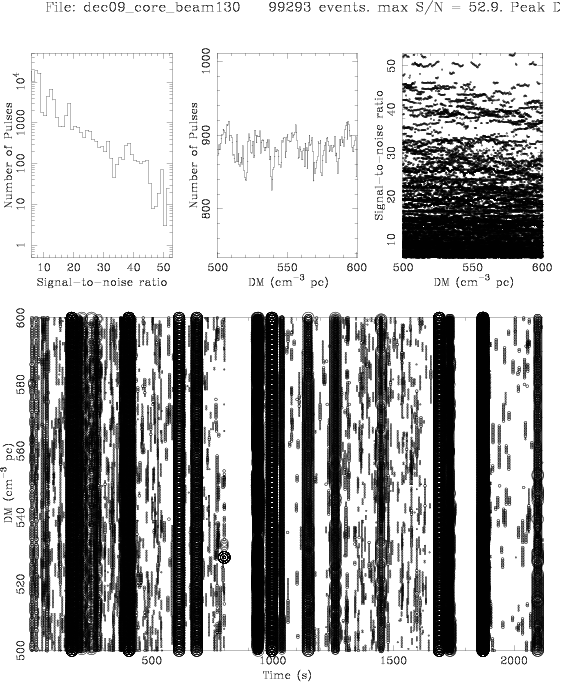 File: dec09_core_beam130 99293 events. max S/N = 52.9. Peak D
Number of Pulses
10⁴
1000
100
10
1
10 20 30 40 50
Signal-to-noise ratio
Number of Pulses
1000
900
800
500 550 600
DM (cm⁻³ pc)
Signal-to-noise ratio
50
40
30
20
10
500 550 600
DM (cm⁻³ pc)
DM (cm⁻³ pc)
600
580
560
540
520
500
500 1000 1500 2000
Time (s)